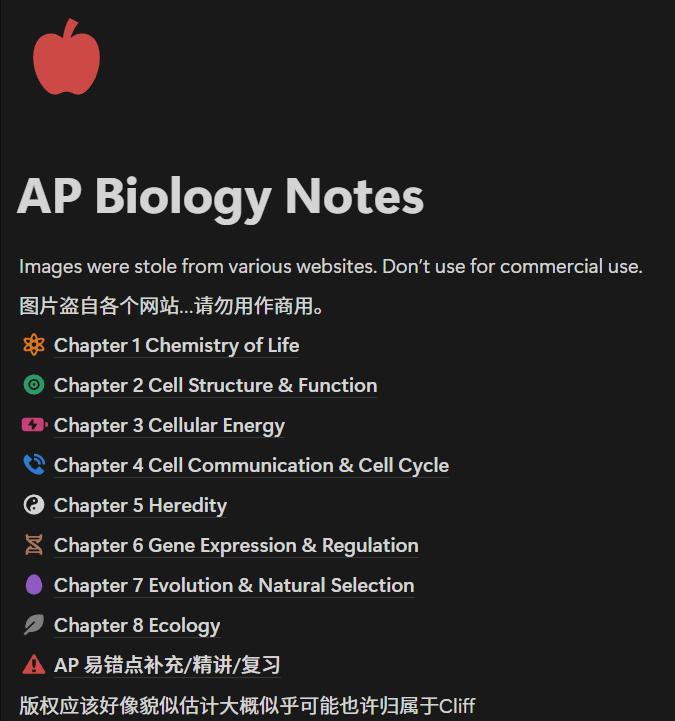 AP Biology Notes
Images were stole from various websites. Don't use for commercial use.
图片盗自各个网站...请勿用作商用。
Chapter 1 Chemistry of Life
Chapter 2 Cell Structure & Function
Chapter 3 Cellular Energy
Chapter 4 Cell Communication & Cell Cycle
Chapter 5 Heredity
Chapter 6 Gene Expression & Regulation
Chapter 7 Evolution & Natural Selection
Chapter 8 Ecology
AP 易错点补充/精讲/复习
版权应该好像貌似估计大概似乎可能也许归属于Cliff